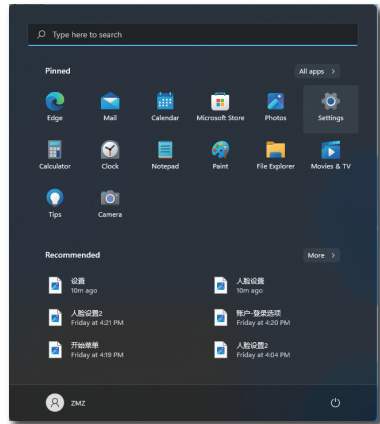 Type here to search
Pinned
All apps >
Edge
Mail
Calendar
Microsoft Store
Photos
Settings
Calculator
Clock
Notepad
Paint
File Explorer
Movies & TV
Tips
Camera
Recommended
More >
设置
10m ago
人脸设置
10m ago
人脸设置2
Friday at 4:21 PM
账户-登录选项
Friday at 4:20 PM
开始菜单
Friday at 4:19 PM
人脸设置2
Friday at 4:04 PM
ZMZ